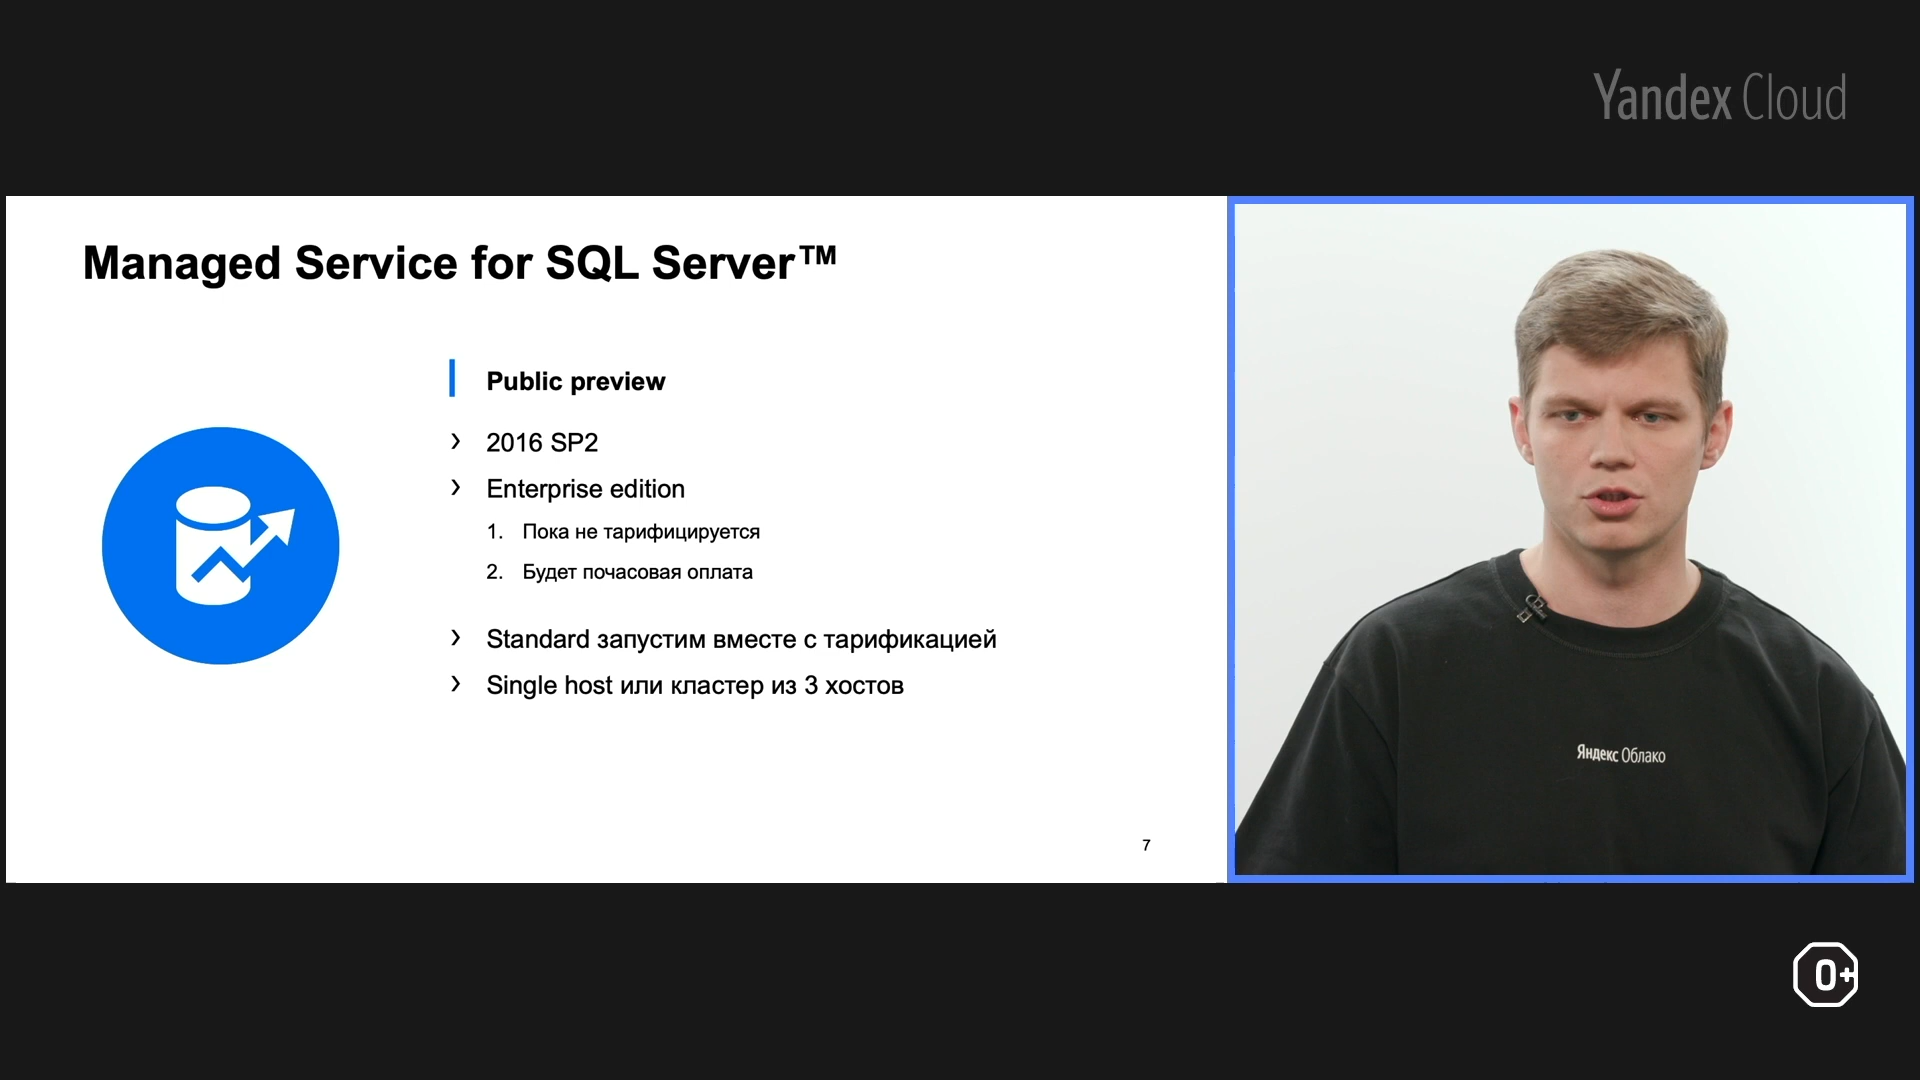 Yandex Cloud
Managed Service for SQL Server™
Public preview
› 2016 SP2
› Enterprise edition
1. Пока не тарифицируется
2. Будет почасовая оплата
› Standard запустим вместе с тарификацией
› Single host или кластер из 3 хостов
7
Яндекс Облако
0+